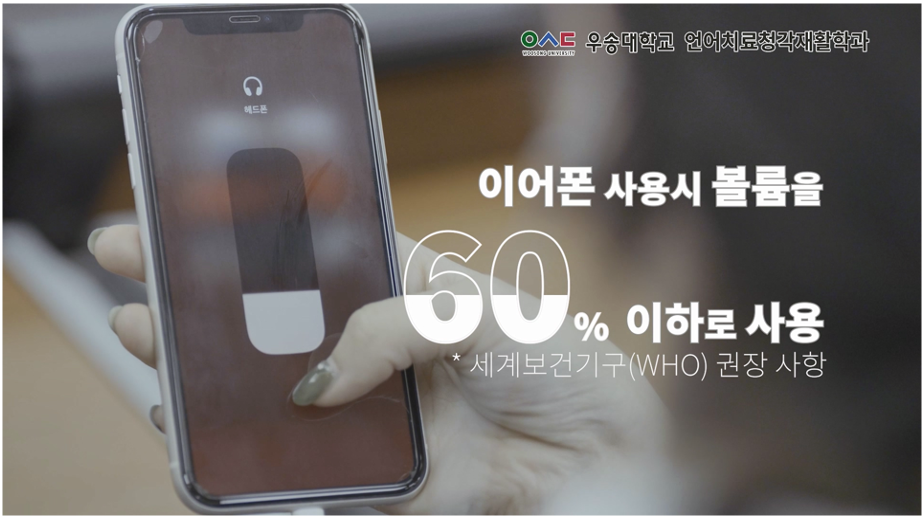 우송대학교 언어치료청각재활학과
WOOSONG UNIVERSITY
헤드폰
이어폰 사용시 볼륨을
60% 이하로 사용
* 세계보건기구(WHO) 권장 사항